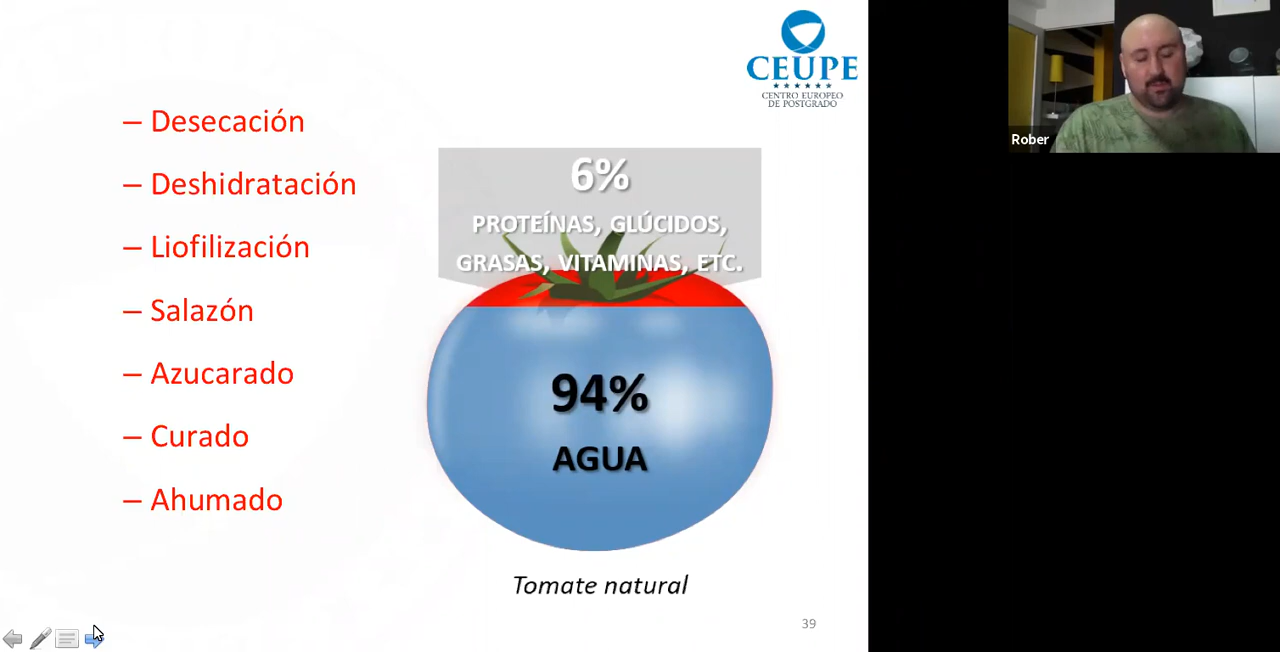 CEUPE
CENTRO EUROPEO
DE POSTGRADO
– Desecación
– Deshidratación
– Liofilización
– Salazón
– Azucarado
– Curado
– Ahumado
6%
PROTEÍNAS, GLÚCIDOS,
GRASAS, VITAMINAS, ETC.
94%
AGUA
Tomate natural
39
Rober